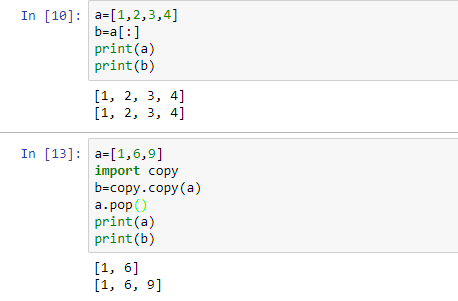 In [10]: a=[1,2,3,4]
b=a[:]
print(a)
print(b)
[1, 2, 3, 4]
[1, 2, 3, 4]
In [13]: a=[1,6,9]
import copy
b=copy.copy(a)
a.pop()
print(a)
print(b)
[1, 6]
[1, 6, 9]